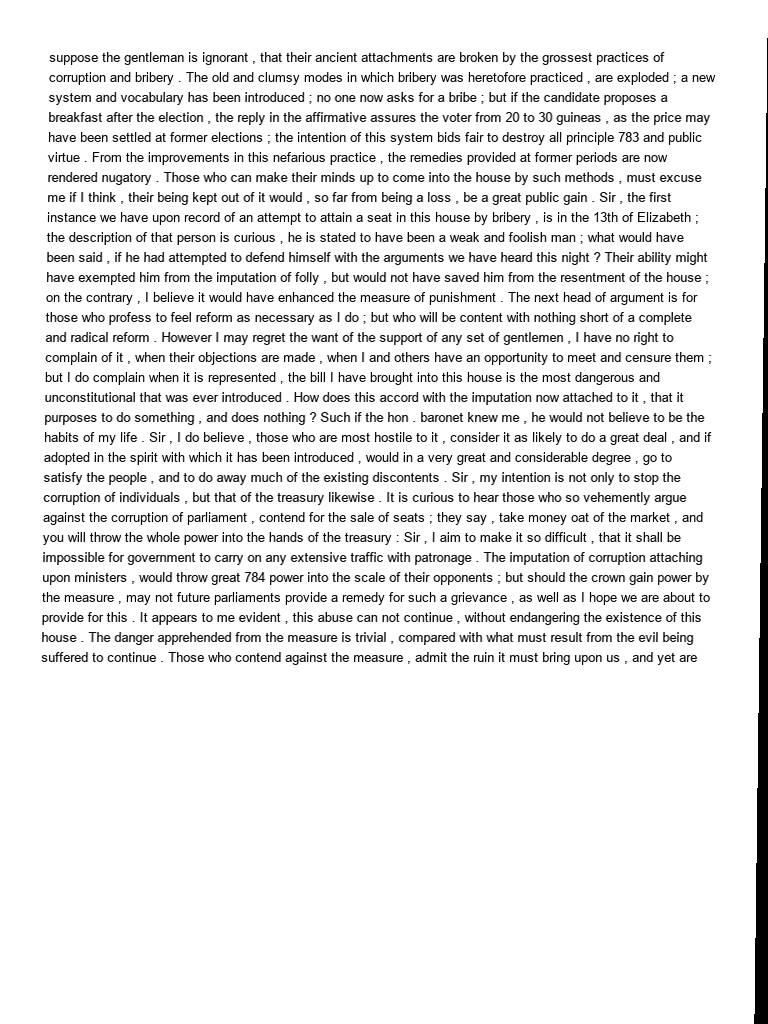 suppose the gentleman is ignorant , that their ancient attachments are broken by the grossest practices of
corruption and bribery . The old and clumsy modes in which bribery was heretofore practiced , are exploded ; a new
system and vocabulary has been introduced ; no one now asks for a bribe ; but if the candidate proposes a
breakfast after the election , the reply in the affirmative assures the voter from 20 to 30 guineas , as the price may
have been settled at former elections ; the intention of this system bids fair to destroy all principle 783 and public
virtue . From the improvements in this nefarious practice , the remedies provided at former periods are now
rendered nugatory . Those who can make their minds up to come into the house by such methods , must excuse
me if I think , their being kept out of it would , so far from being a loss , be a great public gain . Sir , the first
instance we have upon record of an attempt to attain a seat in this house by bribery , is in the 13th of Elizabeth ;
the description of that person is curious , he is stated to have been a weak and foolish man ; what would have
been said , if he had attempted to defend himself with the arguments we have heard this night ? Their ability might
have exempted him from the imputation of folly , but would not have saved him from the resentment of the house ;
on the contrary , I believe it would have enhanced the measure of punishment . The next head of argument is for
those who profess to feel reform as necessary as I do ; but who will be content with nothing short of a complete
and radical reform . However I may regret the want of the support of any set of gentlemen , I have no right to
complain of it , when their objections are made , when I and others have an opportunity to meet and censure them ;
but I do complain when it is represented , the bill I have brought into this house is the most dangerous and
unconstitutional that was ever introduced . How does this accord with the imputation now attached to it , that it
purposes to do something , and does nothing ? Such if the hon . baronet knew me , he would not believe to be the
habits of my life . Sir , I do believe , those who are most hostile to it , consider it as likely to do a great deal , and if
adopted in the spirit with which it has been introduced , would in a very great and considerable degree , go to
satisfy the people , and to do away much of the existing discontents . Sir , my intention is not only to stop the
corruption of individuals , but that of the treasury likewise . It is curious to hear those who so vehemently argue
against the corruption of parliament , contend for the sale of seats ; they say , take money oat of the market , and
you will throw the whole power into the hands of the treasury : Sir , I aim to make it so difficult , that it shall be
impossible for government to carry on any extensive traffic with patronage . The imputation of corruption attaching
upon ministers , would throw great 784 power into the scale of their opponents ; but should the crown gain power by
the measure , may not future parliaments provide a remedy for such a grievance , as well as I hope we are about to
provide for this . It appears to me evident , this abuse can not continue , without endangering the existence of this
house . The danger apprehended from the measure is trivial , compared with what must result from the evil being
suffered to continue . Those who contend against the measure , admit the ruin it must bring upon us , and yet are